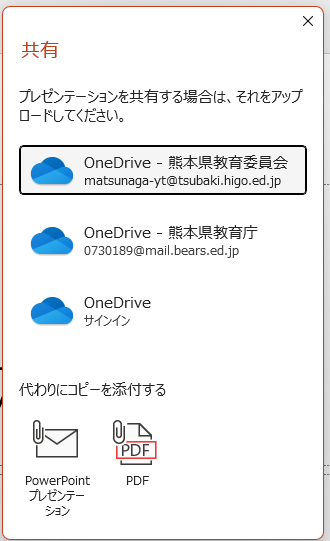 共有
プレゼンテーションを共有する場合は、それをアップ
ロードしてください。
OneDrive - 熊本県教育委員会
matsunaga-yt@tsubaki.higo.ed.jp
OneDrive - 熊本県教育庁
0730189@mail.bears.ed.jp
OneDrive
サインイン
代わりにコピーを添付する
PDF
PowerPoint
プレゼンテー
ション
PDF